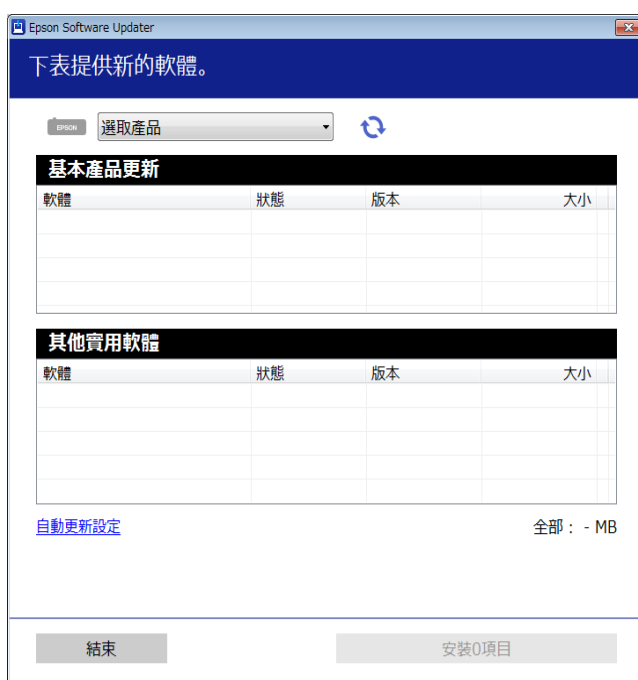 Epson Software Updater
下表提供新的軟體。
EPSON 選取產品
基本產品更新
軟體 狀態 版本 大小
其他實用軟體
軟體 狀態 版本 大小
自動更新設定 全部： - MB
結束 安裝0項目